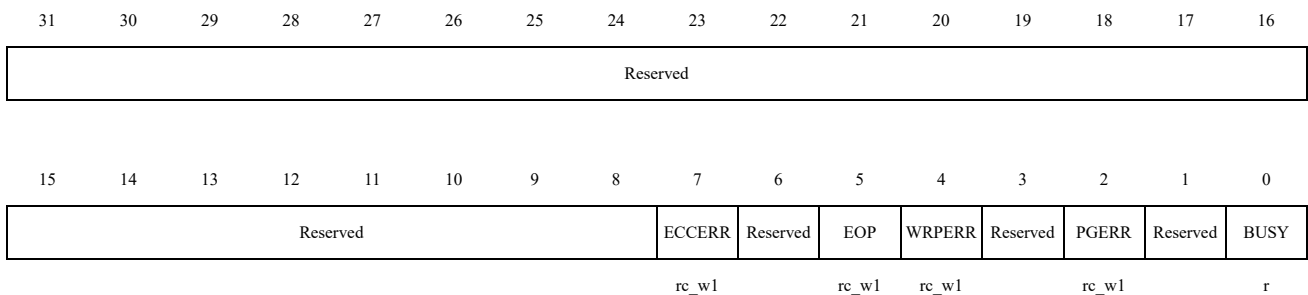 31 30 29 28 27 26 25 24 23 22 21 20 19 18 17 16
Reserved
15 14 13 12 11 10 9 8 7 6 5 4 3 2 1 0
Reserved ECCERR Reserved EOP WRPERR Reserved PGERR Reserved BUSY
rc_w1 rc_w1 rc_w1 rc_w1 r